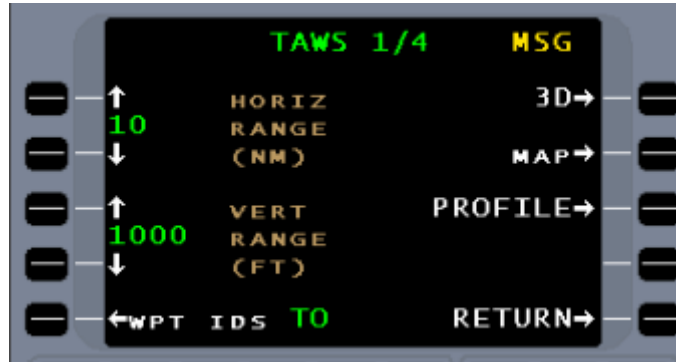 TAWS 1/4 MSG
↑ HORIZ 3D→
10 RANGE
↓ (NM) MAP→
↑ VERT PROFILE→
1000 RANGE
↓ (FT)
←WPT IDS TO RETURN→